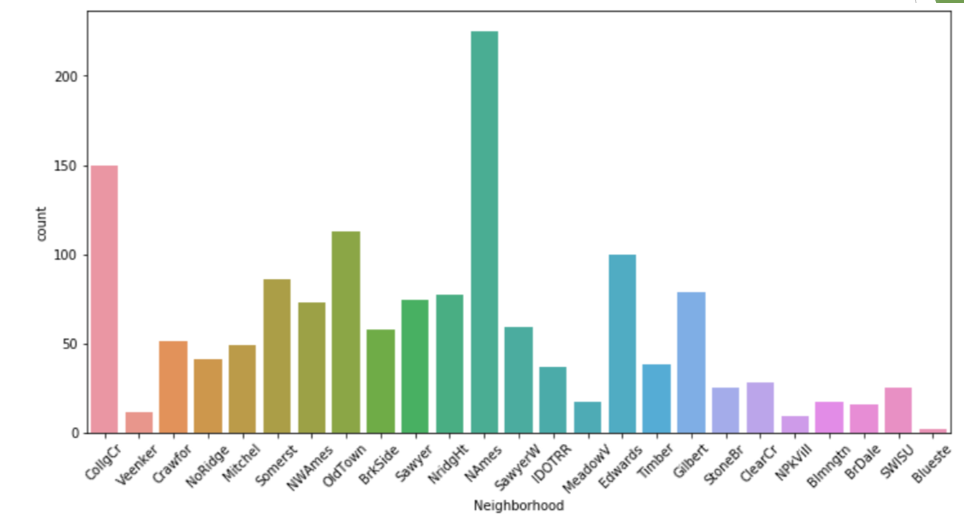 200
150
100
50
0
count
CollgCr
Veenker
Crawfor
NoRidge
Mitchel
Somerst
NWAmes
OldTown
BrkSide
Sawyer
NridgHt
NAmes
SawyerW
IDOTRR
MeadowV
Edwards
Timber
Gilbert
StoneBr
ClearCr
NPkVill
Blmngtn
BrDale
SWISU
Blueste
Neighborhood